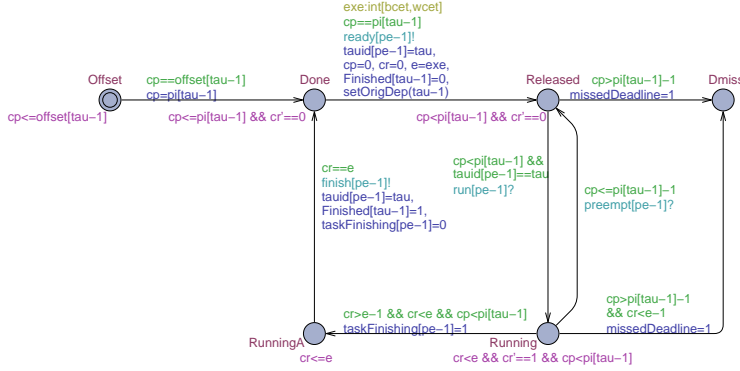 exe:int[bcet,wcet]
cp==pi[tau−1]
ready[pe−1]!
tauid[pe−1]=tau,
cp=0, cr=0, e=exe,
Finished[tau−1]=0,
setOrigDep(tau−1)
Offset
cp==offset[tau−1]
cp=pi[tau−1]
cp<=offset[tau−1]
Done
cp<=pi[tau−1] && cr'==0
Released
cp<pi[tau−1] && cr'==0
cp>pi[tau−1]−1
missedDeadline=1
Dmiss
cr==e
finish[pe−1]!
tauid[pe−1]=tau,
Finished[tau−1]=1,
taskFinishing[pe−1]=0
cp<pi[tau−1] &&
tauid[pe−1]==tau
run[pe−1]?
cp<=pi[tau−1]−1
preempt[pe−1]?
RunningA
cr<=e
cr>e−1 && cr<e && cp<pi[tau−1]
taskFinishing[pe−1]=1
Running
cr<e && cr'==1 && cp<pi[tau−1]
cp>pi[tau−1]−1
&& cr<e−1
missedDeadline=1